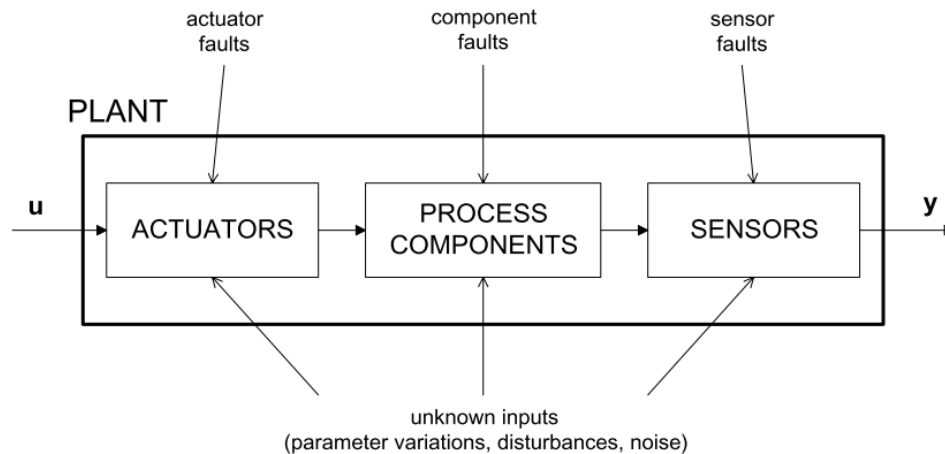 actuator
faults
component
faults
sensor
faults
PLANT
u
ACTUATORS
PROCESS
COMPONENTS
SENSORS
y
unknown inputs
(parameter variations, disturbances, noise)